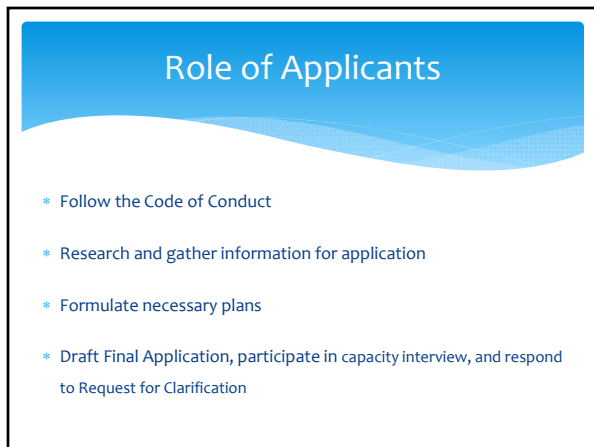 Role of Applicants
* Follow the Code of Conduct
* Research and gather information for application
* Formulate necessary plans
* Draft Final Application, participate in capacity interview, and respond
to Request for Clarification